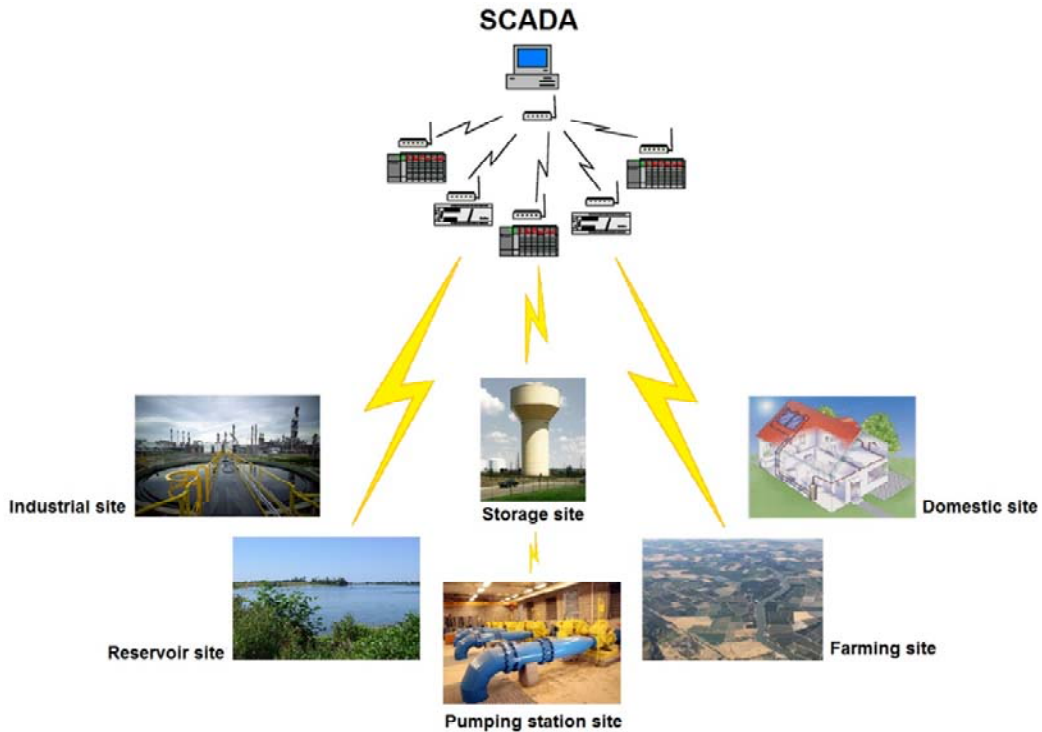 SCADA
Industrial site
Storage site
Domestic site
Reservoir site
Farming site
Pumping station site